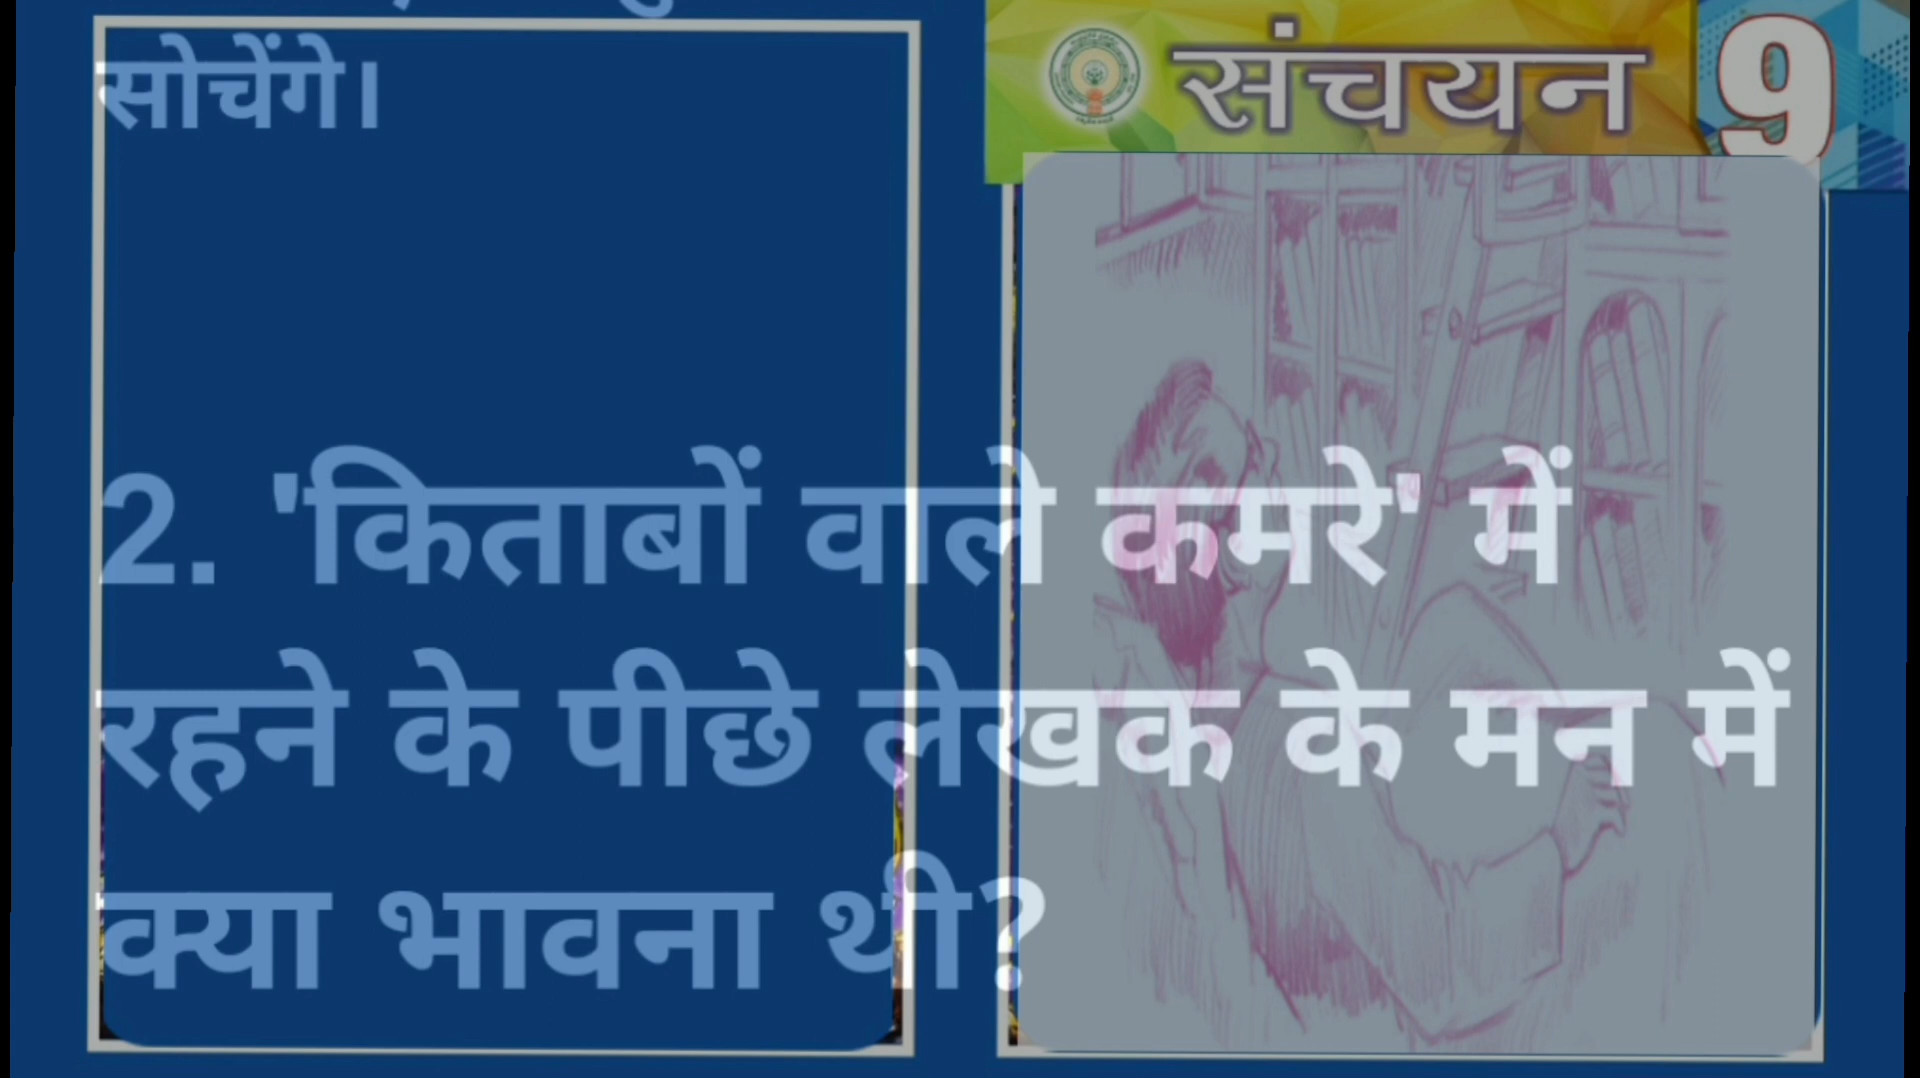 सोचेंगे।
संचयन 9
2. 'किताबों वाले कमरे' में
रहने के पीछे लेखक के मन में
क्या भावना थी?